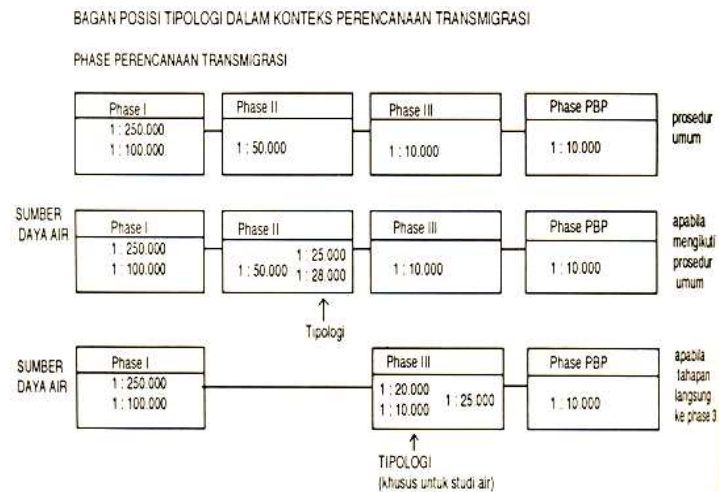 BAGAN POSISI TIPOLOGI DALAM KONTEKS PERENCANAAN TRANSMIGRASI
PHASE PERENCANAAN TRANSMIGRASI
Phase I
1 : 250.000
1 : 100.000
Phase II
1 : 50.000
Phase III
1 : 10.000
Phase PBP
1 : 10.000
prosedur
umum
SUMBER
DAYA AIR
Phase I
1 : 250.000
1 : 100.000
Phase II
1 : 50.000
1 : 25.000
1 : 28.000
Phase III
1 : 10.000
Phase PBP
1 : 10.000
apabila
mengikuti
prosedur
umum
Tipologi
SUMBER
DAYA AIR
Phase I
1 : 250.000
1 : 100.000
Phase III
1 : 20.000
1 : 10.000
1 : 25.000
Phase PBP
1 : 10.000
apabila
tahapan
langsung
ke phase 3
TIPOLOGI
(khusus untuk studi air)